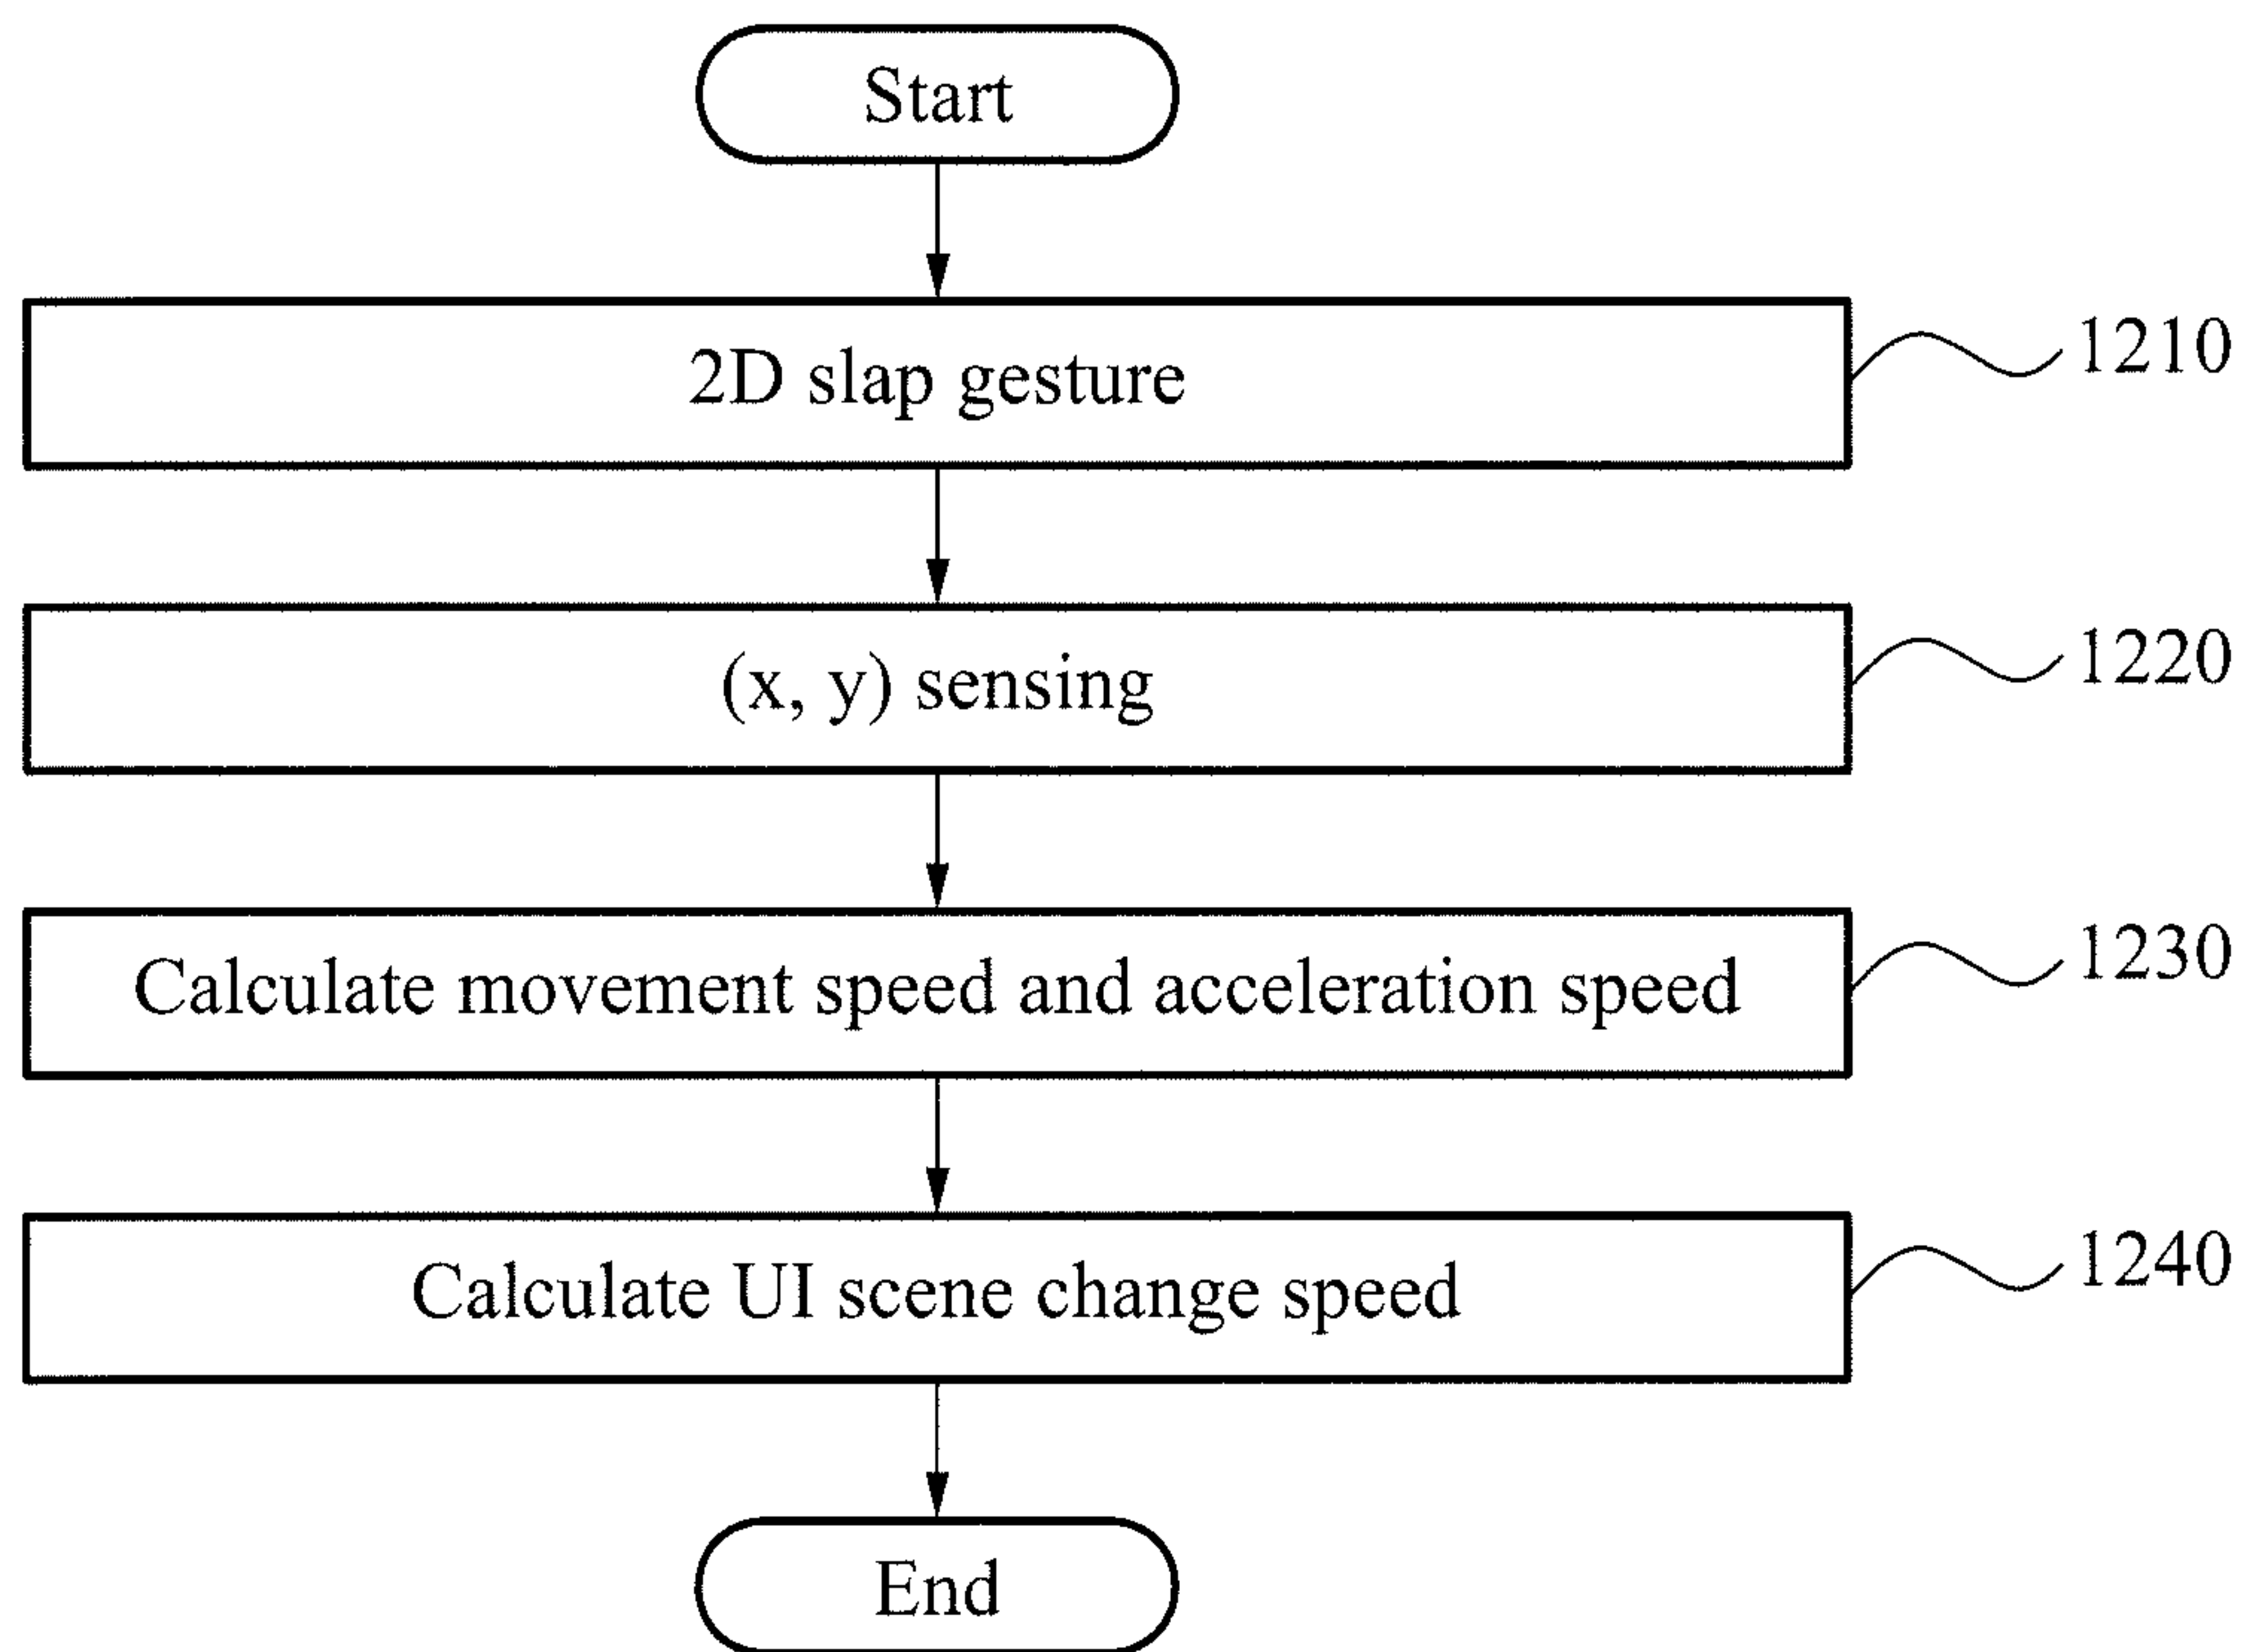 Start
2D slap gesture
1210
(x, y) sensing
1220
Calculate movement speed and acceleration speed
1230
Calculate UI scene change speed
1240
End